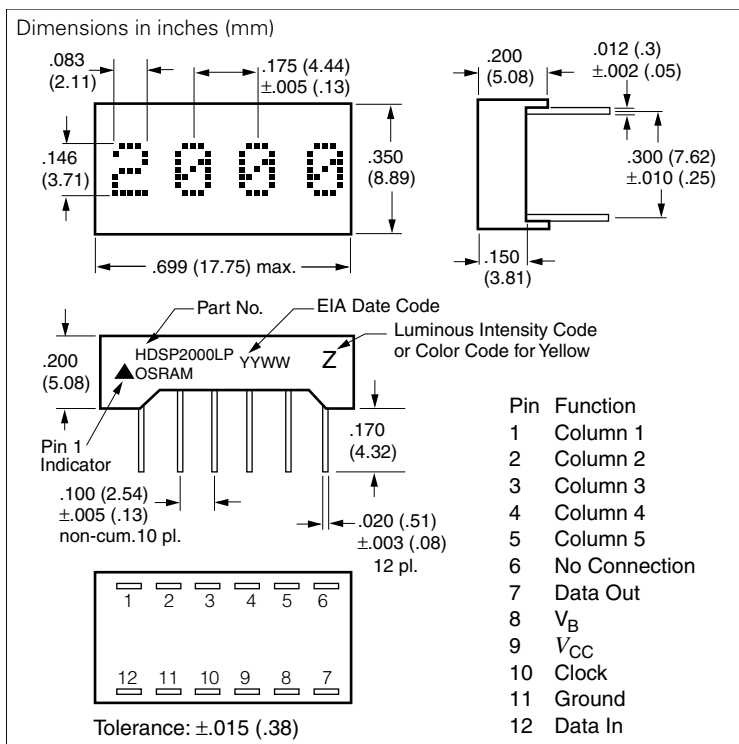 Dimensions in inches (mm)
.083
(2.11)
.175 (4.44)
±.005 (.13)
.146
(3.71)
.350
(8.89)
2000
.699 (17.75) max.
.200
(5.08)
.012 (.3)
±.002 (.05)
.300 (7.62)
±.010 (.25)
.150
(3.81)
Part No.
EIA Date Code
Luminous Intensity Code
or Color Code for Yellow
.200
(5.08)
HDSP2000LP YYWW Z
▲OSRAM
Pin 1
Indicator
.170
(4.32)
.100 (2.54)
±.005 (.13)
non-cum.10 pl.
.020 (.51)
±.003 (.08)
12 pl.
1 2 3 4 5 6
12 11 10 9 8 7
Tolerance: ±.015 (.38)
Pin Function
1 Column 1
2 Column 2
3 Column 3
4 Column 4
5 Column 5
6 No Connection
7 Data Out
8 VB
9 VCC
10 Clock
11 Ground
12 Data In